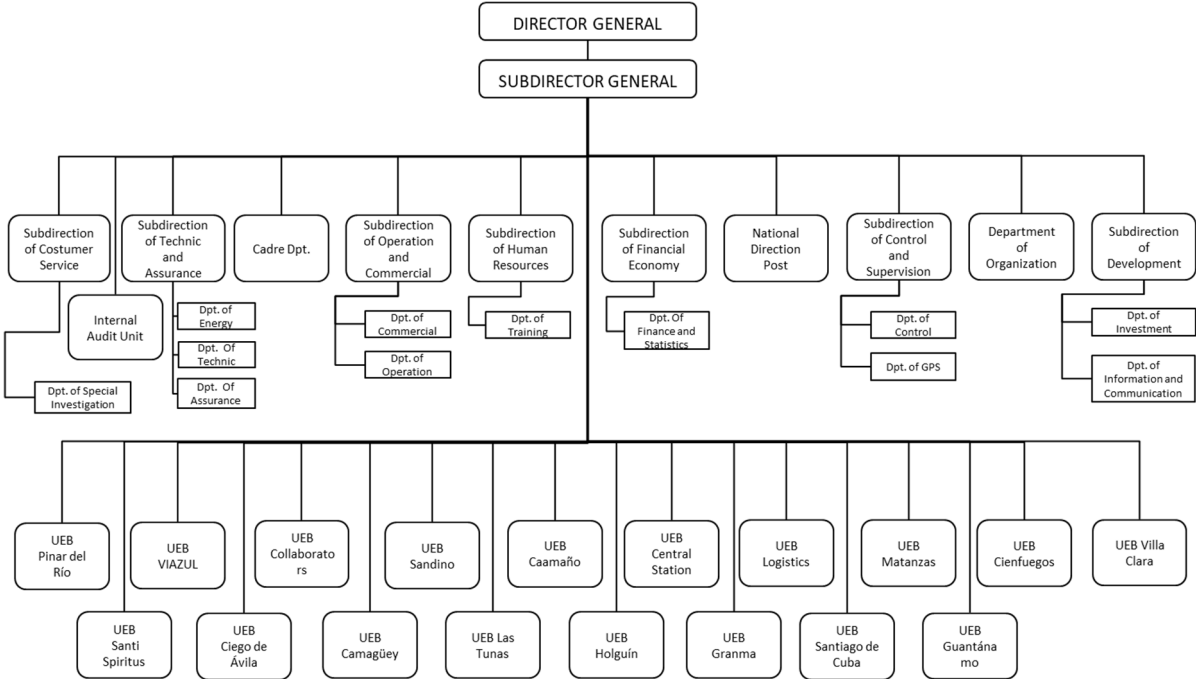 DIRECTOR GENERAL
SUBDIRECTOR GENERAL
Subdirection
of Costumer
Service
Subdirection
of Technic
and
Assurance
Cadre Dpt.
Subdirection
of Operation
and
Commercial
Subdirection
of Human
Resources
Subdirection
of Financial
Economy
National
Direction
Post
Subdirection
of Control
and
Supervision
Department
of
Organization
Subdirection
of
Development
Internal
Audit Unit
Dpt. of
Energy
Dpt. Of
Technic
Dpt. Of
Assurance
Dpt. of Special
Investigation
Dpt. of
Commercial
Dpt. of
Operation
Dpt. of
Training
Dpt. Of
Finance and
Statistics
Dpt. of
Control
Dpt. of GPS
Dpt. of
Investment
Dpt. of
Information and
Communication
UEB
Pinar del
Río
UEB
VIAZUL
UEB
Collaborato
rs
UEB
Sandino
UEB
Caamaño
UEB
Central
Station
UEB
Logistics
UEB
Matanzas
UEB
Cienfuegos
UEB Villa
Clara
UEB
Santi
Spiritus
UEB
Ciego de
Ávila
UEB
Camagüey
UEB Las
Tunas
UEB
Holguín
UEB
Granma
UEB
Santiago de
Cuba
UEB
Guantána
mo